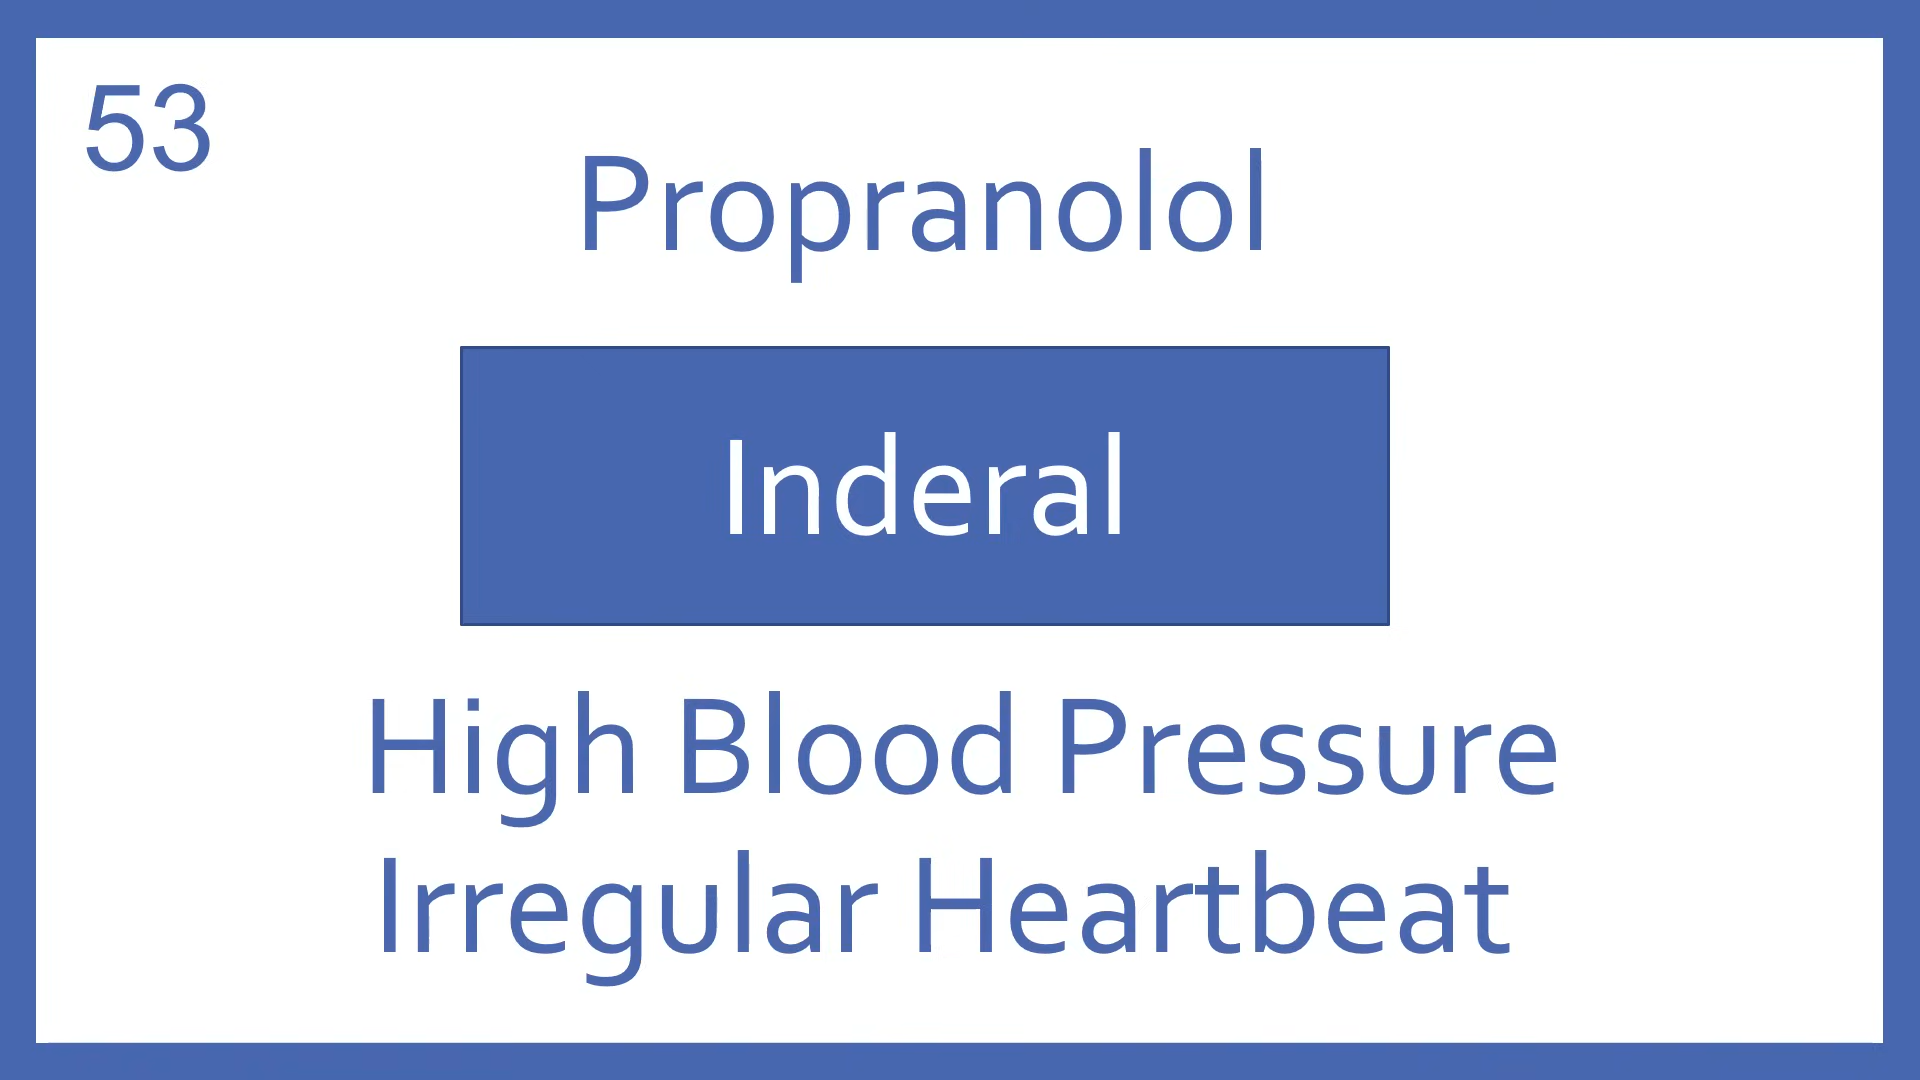 53
Propranolol
Inderal
High Blood Pressure
Irregular Heartbeat